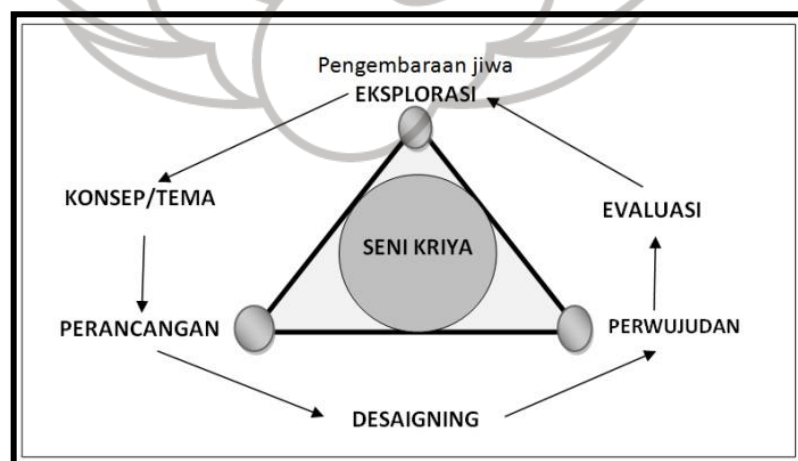 Pengembaraan jiwa
EKSPLORASI
KONSEP/TEMA
EVALUASI
SENI KRIYA
PERANCANGAN
PERWUJUDAN
DESAIGNING